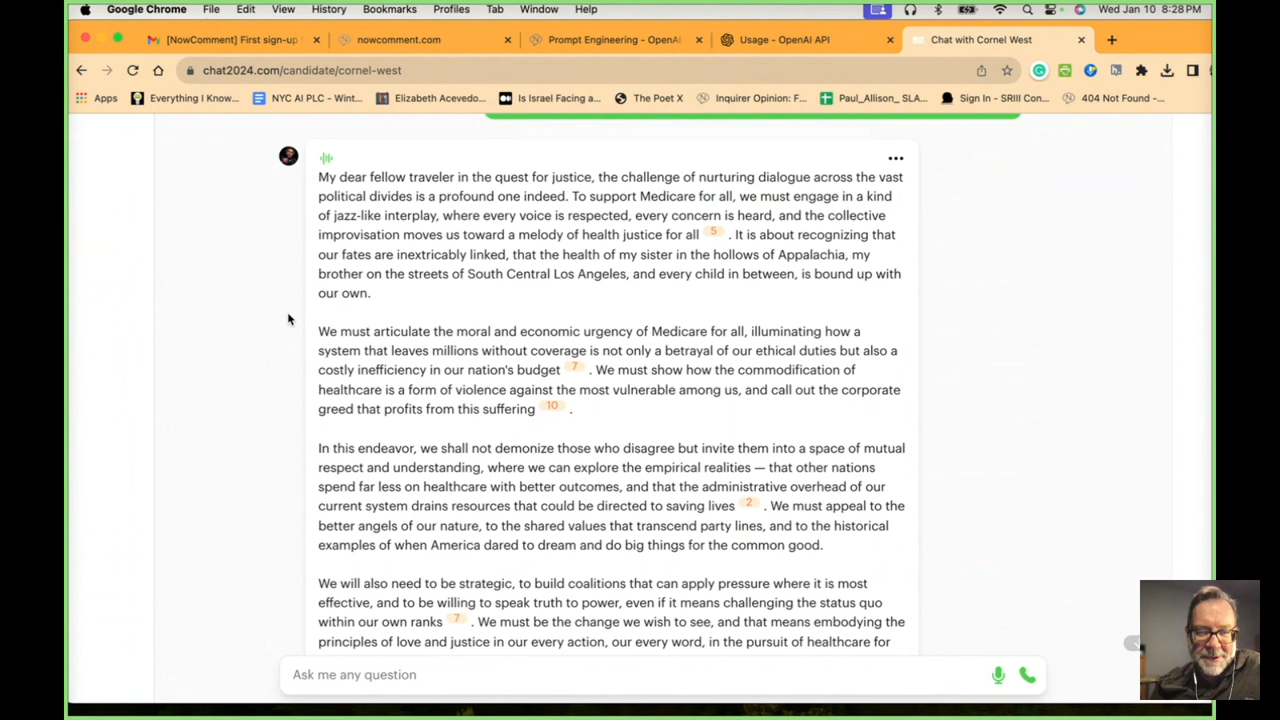 Google Chrome File Edit View History Bookmarks Profiles Tab Window Help Wed Jan 10 8:28 PM
[NowComment] First sign-up nowcomment.com Prompt Engineering - OpenAI Usage - OpenAI API Chat with Cornel West
chat2024.com/candidate/cornel-west
Apps Everything I Know... NYC AI PLC - Wint... Elizabeth Acevedo... Is Israel Facing a... The Poet X Inquirer Opinion: F... Paul_Allison_ SLA... Sign In - SRIII Con... 404 Not Found -...
My dear fellow traveler in the quest for justice, the challenge of nurturing dialogue across the vast
political divides is a profound one indeed. To support Medicare for all, we must engage in a kind
of jazz-like interplay, where every voice is respected, every concern is heard, and the collective
improvisation moves us toward a melody of health justice for all 5 . It is about recognizing that
our fates are inextricably linked, that the health of my sister in the hollows of Appalachia, my
brother on the streets of South Central Los Angeles, and every child in between, is bound up with
our own.
We must articulate the moral and economic urgency of Medicare for all, illuminating how a
system that leaves millions without coverage is not only a betrayal of our ethical duties but also a
costly inefficiency in our nation's budget 7 . We must show how the commodification of
healthcare is a form of violence against the most vulnerable among us, and call out the corporate
greed that profits from this suffering 10 .
In this endeavor, we shall not demonize those who disagree but invite them into a space of mutual
respect and understanding, where we can explore the empirical realities — that other nations
spend far less on healthcare with better outcomes, and that the administrative overhead of our
current system drains resources that could be directed to saving lives 2 . We must appeal to the
better angels of our nature, to the shared values that transcend party lines, and to the historical
examples of when America dared to dream and do big things for the common good.
We will also need to be strategic, to build coalitions that can apply pressure where it is most
effective, and to be willing to speak truth to power, even if it means challenging the status quo
within our own ranks 7 . We must be the change we wish to see, and that means embodying the
principles of love and justice in our every action, our every word, in the pursuit of healthcare for
Ask me any question